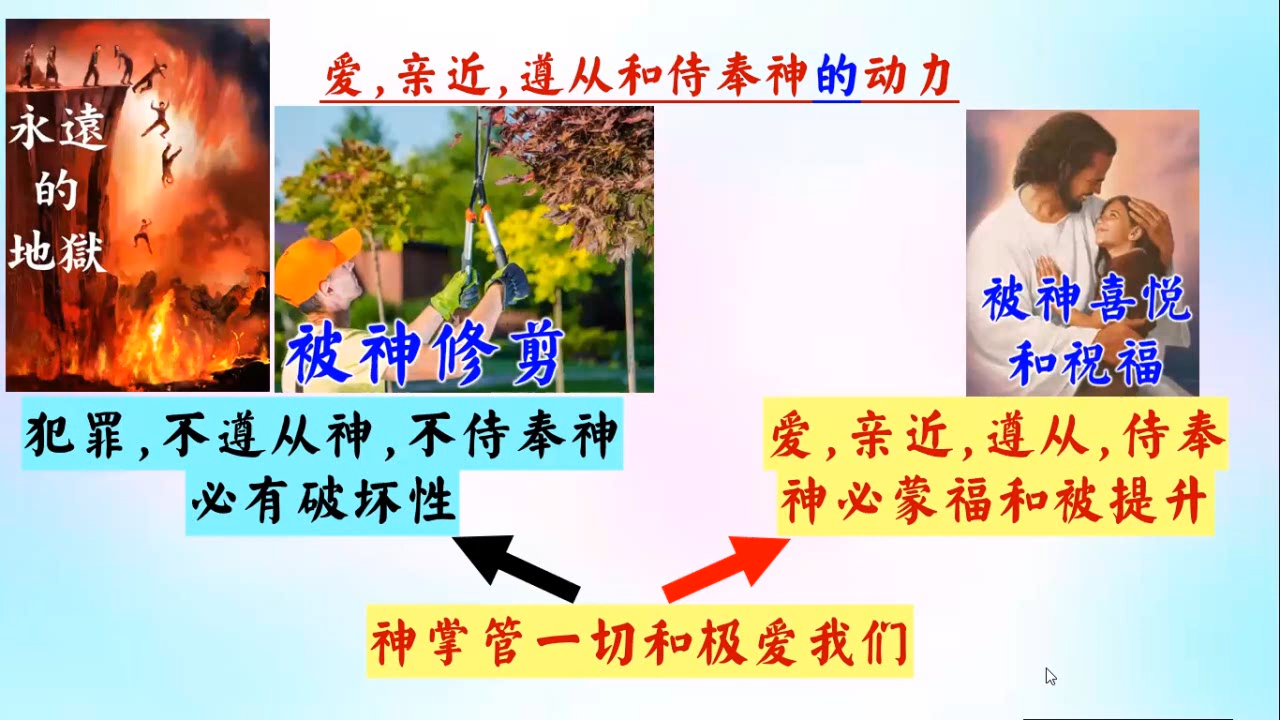 爱,亲近,遵从和侍奉神的动力
永遠
的
地獄
被神修剪
被神喜悦
和祝福
犯罪,不遵从神,不侍奉神
必有破坏性
爱,亲近,遵从,侍奉
神必蒙福和被提升
神掌管一切和极爱我们